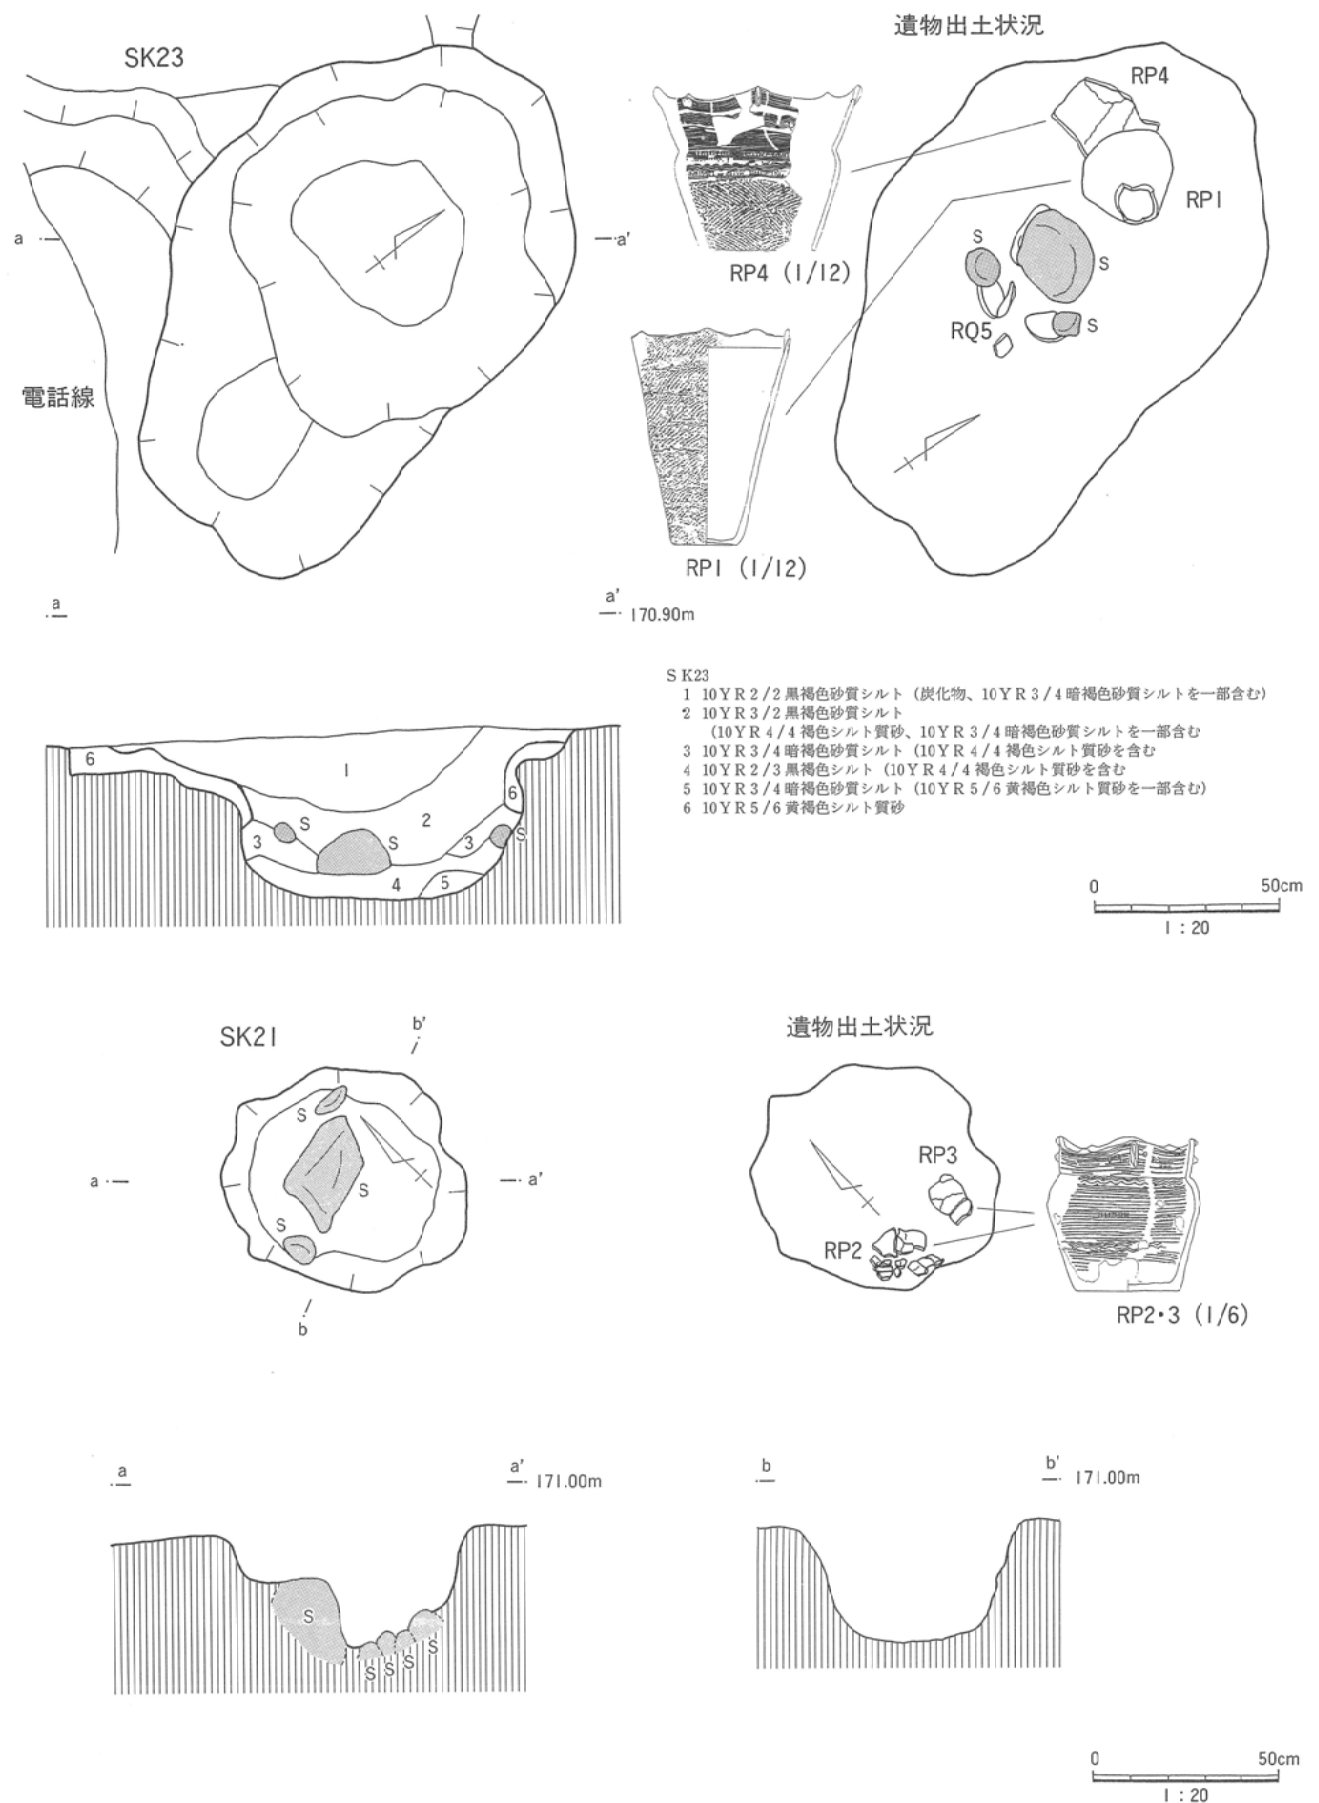 SK23
遺物出土状況
RP4
RP1
a
a'
S
S
RQ5
S
RP4 (1/12)
電話線
RP1 (1/12)
a
a'
170.90m
SK23
1 10YR2/2黒褐色砂質シルト(炭化物、10YR3/4暗褐色砂質シルトを一部含む)
2 10YR3/2黒褐色砂質シルト
(10YR4/4褐色シルト質砂、10YR3/4暗褐色砂質シルトを一部含む
3 10YR3/4暗褐色砂質シルト(10YR4/4褐色シルト質砂を含む
4 10YR2/3黒褐色シルト(10YR4/4褐色シルト質砂を含む
5 10YR3/4暗褐色砂質シルト(10YR5/6黄褐色シルト質砂を一部含む)
6 10YR5/6黄褐色シルト質砂
6
1
6
2
S
S
S
3
3
4
5
0
50cm
1:20
SK21
b'
遺物出土状況
S
a
a'
S
S
b
RP3
RP2
RP2・3 (1/6)
a
a'
171.00m
b
b'
171.00m
S
S
S
S
S
0
50cm
1:20